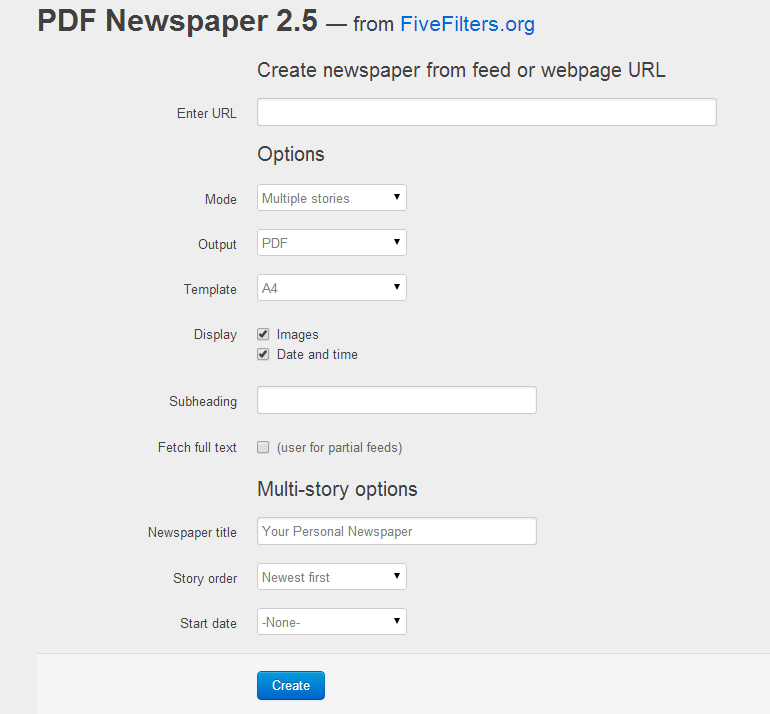 PDF Newspaper 2.5 — from FiveFilters.org
Create newspaper from feed or webpage URL
Enter URL
Options
Mode Multiple stories
Output PDF
Template A4
Display Images
Date and time
Subheading
Fetch full text (user for partial feeds)
Multi-story options
Newspaper title Your Personal Newspaper
Story order Newest first
Start date -None-
Create